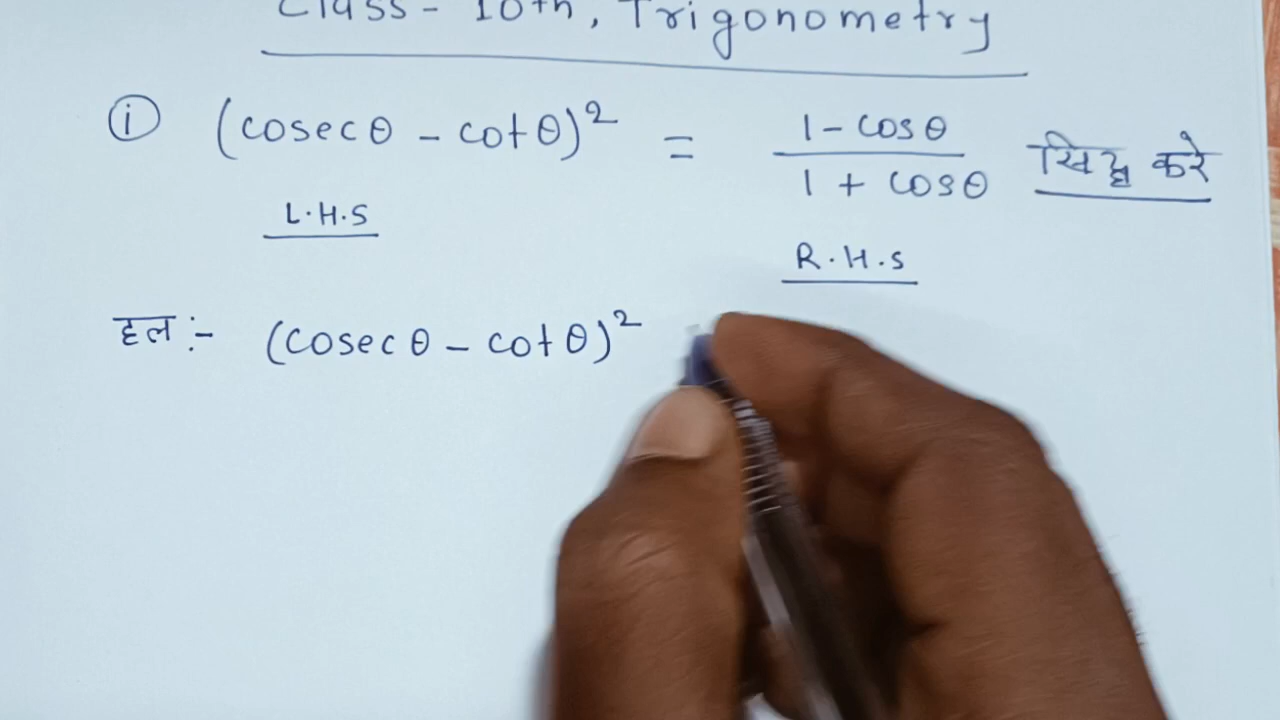 Class - 10th, Trigonometry
(i) (cosecθ - cotθ)² = (1 - cosθ)/(1 + cosθ) सिद्ध करे
L.H.S
R.H.S
हल :- (cosecθ - cotθ)²